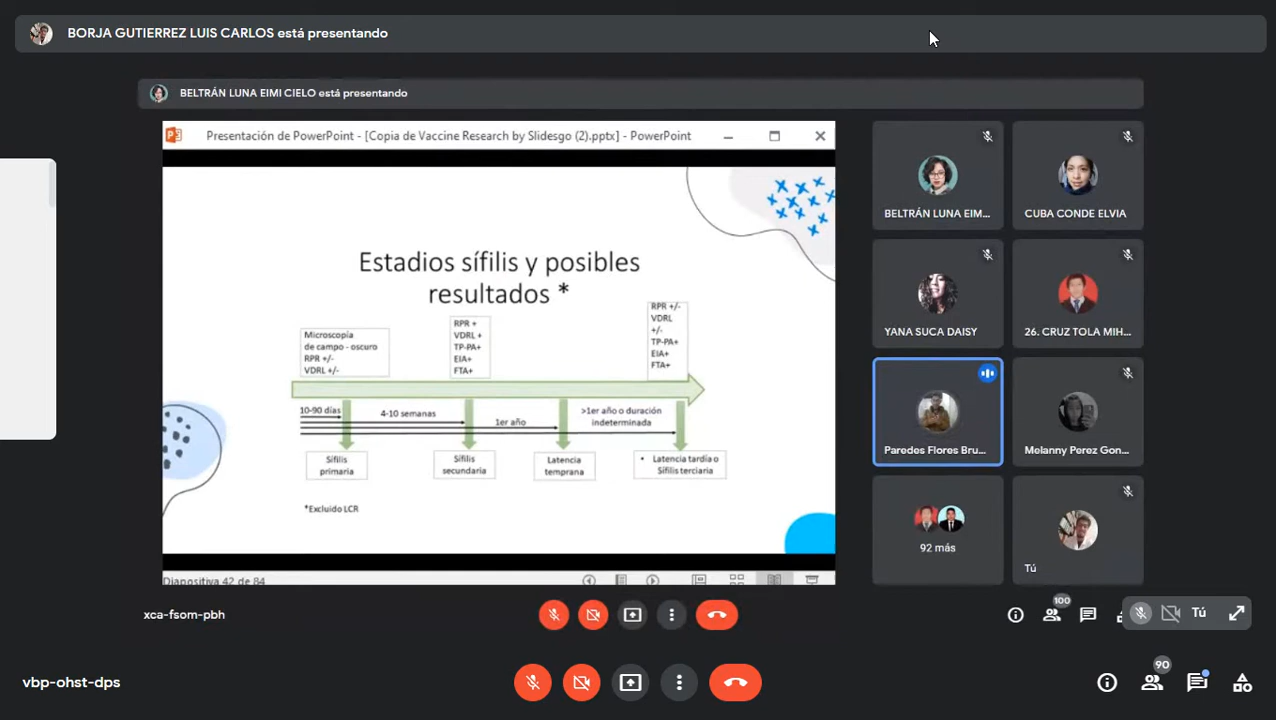 BORJA GUTIERREZ LUIS CARLOS está presentando
BELTRÁN LUNA EIMI CIELO está presentando
Presentación de PowerPoint - [Copia de Vaccine Research by Slidesgo (2).pptx] - PowerPoint
Estadios sífilis y posibles
resultados *
Microscopía
de campo - oscuro
RPR +/-
VDRL +/-
RPR +
VDRL +
TP-PA+
EIA+
FTA+
RPR +/-
VDRL
+/-
TP-PA+
EIA+
FTA+
10-90 días
4-10 semanas
1er año
>1er año o duración
indeterminada
Sífilis
primaria
Sífilis
secundaria
Latencia
temprana
• Latencia tardía o
Sífilis terciaria
*Excluido LCR
Diapositiva 42 de 84
BELTRÁN LUNA EIM...
CUBA CONDE ELVIA
YANA SUCA DAISY
26. CRUZ TOLA MIH...
Paredes Flores Bru...
Melanny Perez Gon...
92 más
Tú
xca-fsom-pbh
100
Tú
vbp-ohst-dps
90